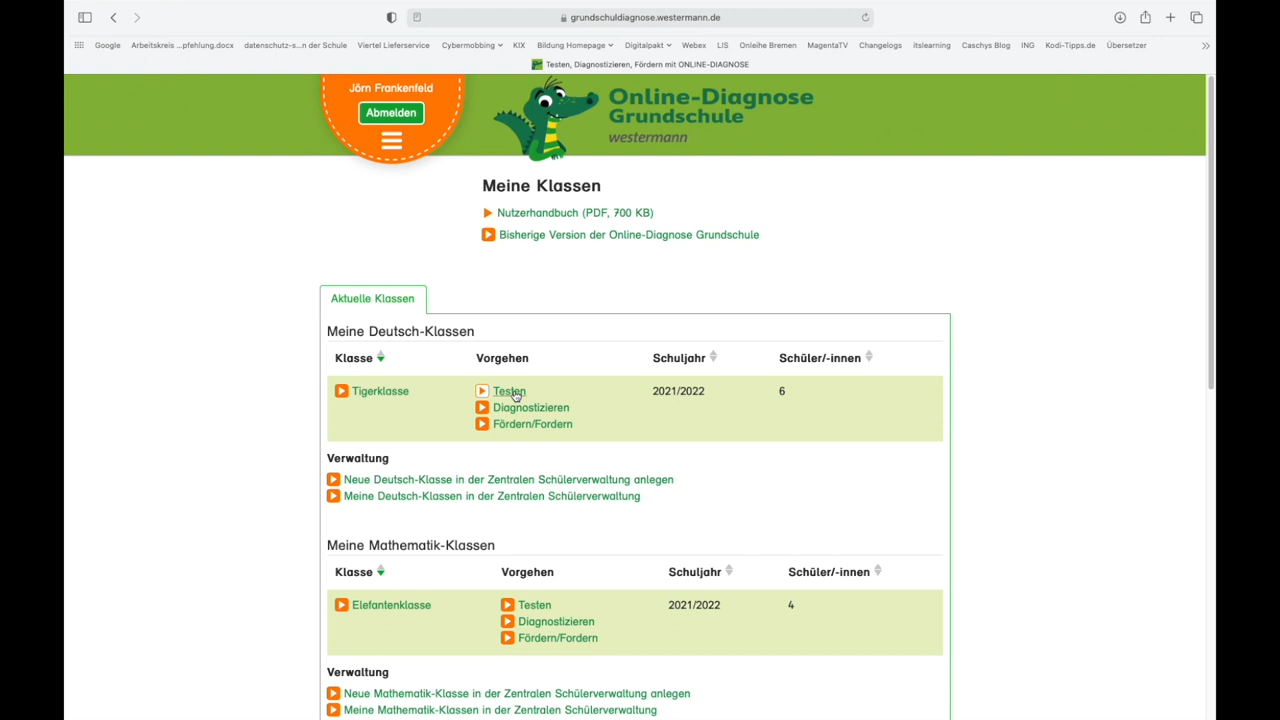 grundschuldiagnose.westermann.de
Google Arbeitskreis ...pfehlung.docx datenschutz-s...n der Schule Viertel Lieferservice Cybermobbing KIX Bildung Homepage Digitalpakt Webex LIS Onleihe Bremen MagentaTV Changelogs itslearning Caschys Blog ING Kodi-Tipps.de Übersetzer
Testen, Diagnostizieren, Fördern mit ONLINE-DIAGNOSE
Jörn Frankenfeld
Abmelden
Online-Diagnose
Grundschule
westermann
Meine Klassen
Nutzerhandbuch (PDF, 700 KB)
Bisherige Version der Online-Diagnose Grundschule
Aktuelle Klassen
Meine Deutsch-Klassen
Klasse Vorgehen Schuljahr Schüler/-innen
Tigerklasse Testen 2021/2022 6
Diagnostizieren
Fördern/Fordern
Verwaltung
Neue Deutsch-Klasse in der Zentralen Schülerverwaltung anlegen
Meine Deutsch-Klassen in der Zentralen Schülerverwaltung
Meine Mathematik-Klassen
Klasse Vorgehen Schuljahr Schüler/-innen
Elefantenklasse Testen 2021/2022 4
Diagnostizieren
Fördern/Fordern
Verwaltung
Neue Mathematik-Klasse in der Zentralen Schülerverwaltung anlegen
Meine Mathematik-Klassen in der Zentralen Schülerverwaltung